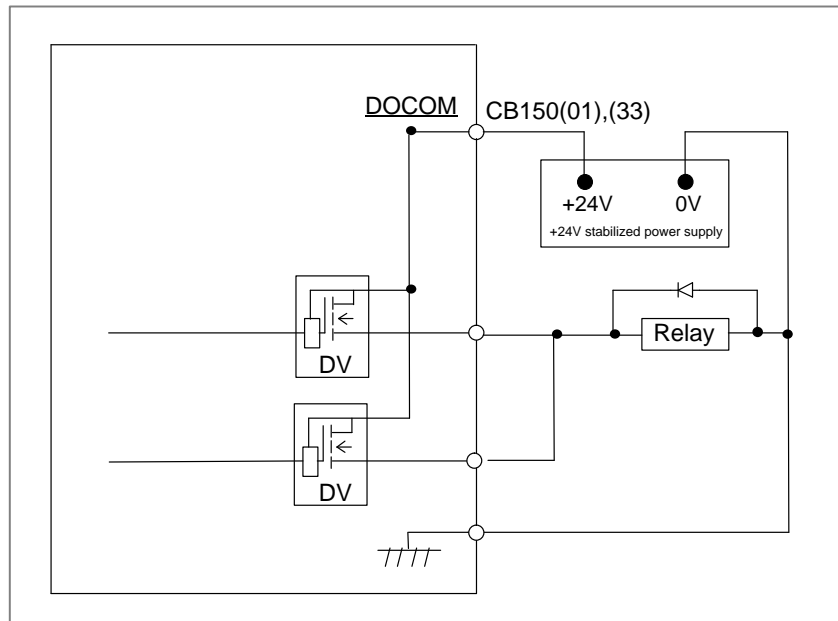 DOCOM CB150(01),(33)
+24V 0V
+24V stabilized power supply
Relay
DV
DV